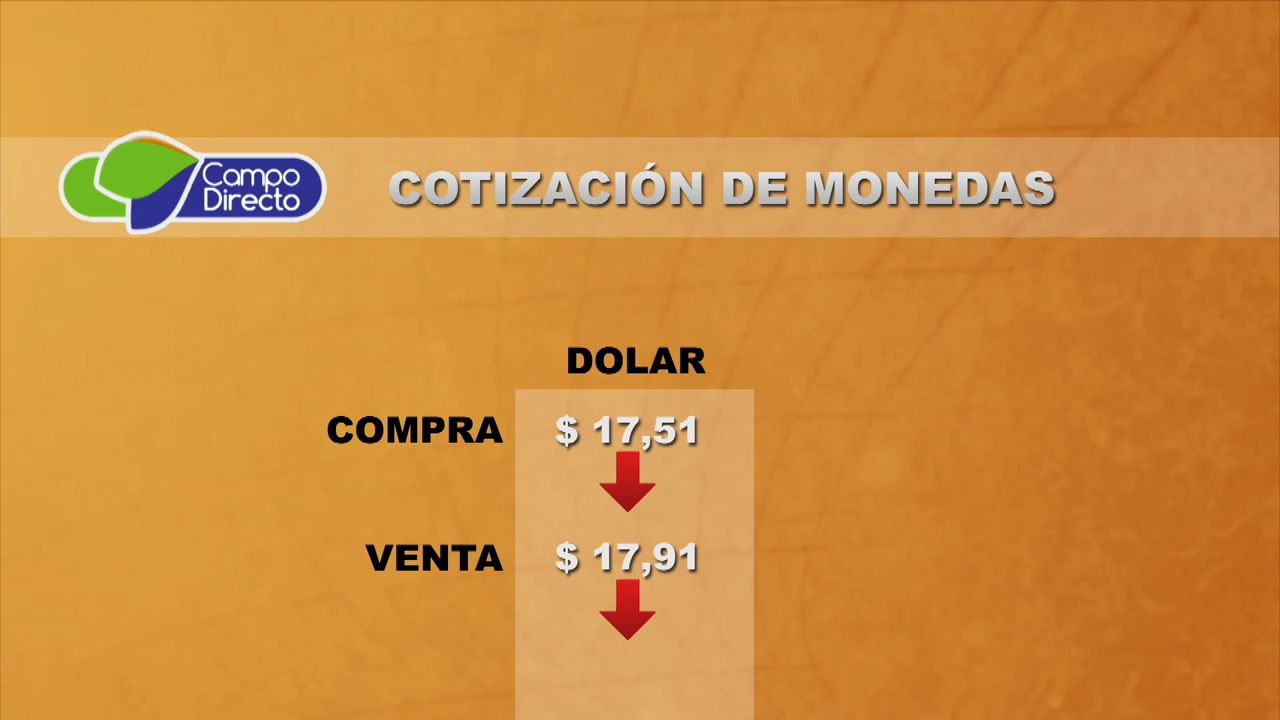 Campo
Directo
COTIZACIÓN DE MONEDAS
DOLAR
COMPRA $ 17,51
VENTA $ 17,91